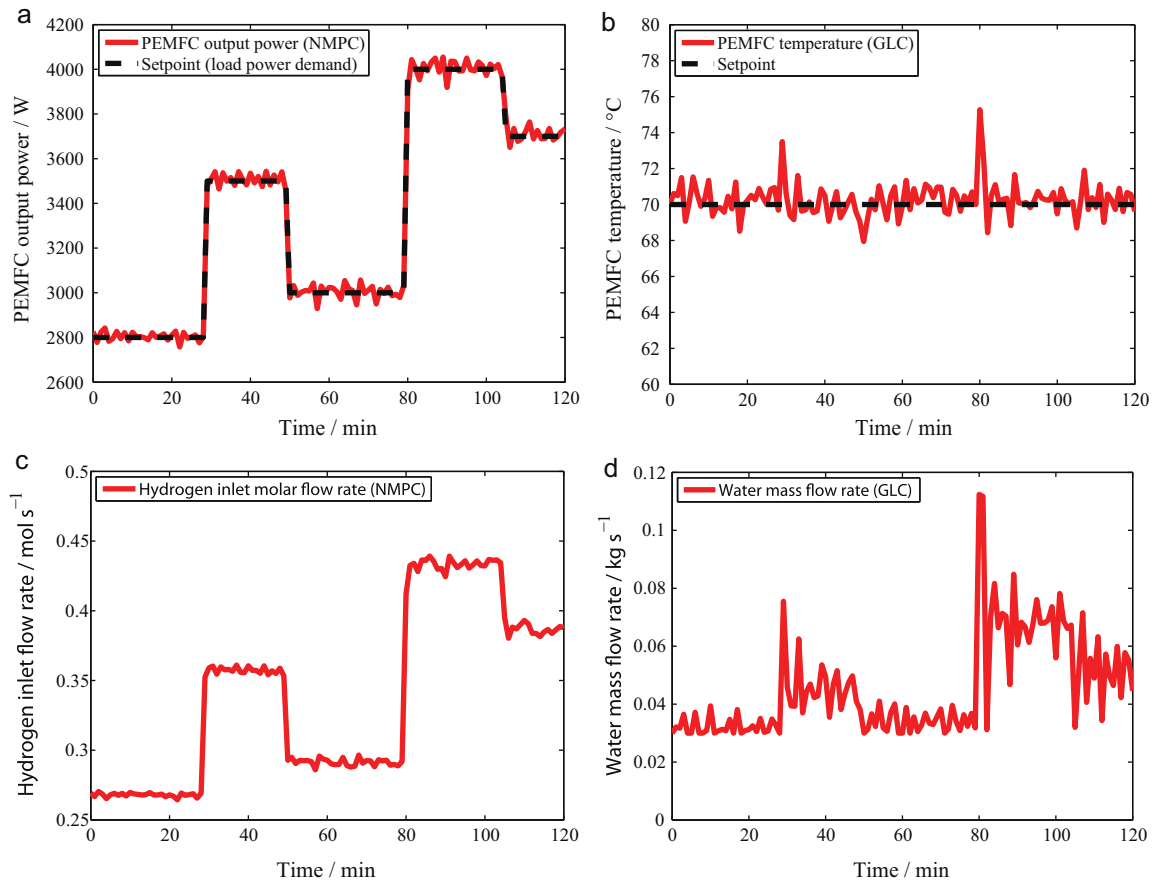 a
4200
4000
3800
3600
3400
3200
3000
2800
2600
PEMFC output power / W
PEMFC output power (NMPC)
Setpoint (load power demand)
0 20 40 60 80 100 120
Time / min
b
80
78
76
74
72
70
68
66
64
62
60
PEMFC temperature / °C
PEMFC temperature (GLC)
Setpoint
0 20 40 60 80 100 120
Time / min
c
0.5
0.45
0.4
0.35
0.3
0.25
Hydrogen inlet flow rate / mol s⁻¹
Hydrogen inlet molar flow rate (NMPC)
0 20 40 60 80 100 120
Time / min
d
0.12
0.1
0.08
0.06
0.04
0.02
0
Water mass flow rate / kg s⁻¹
Water mass flow rate (GLC)
0 20 40 60 80 100 120
Time / min